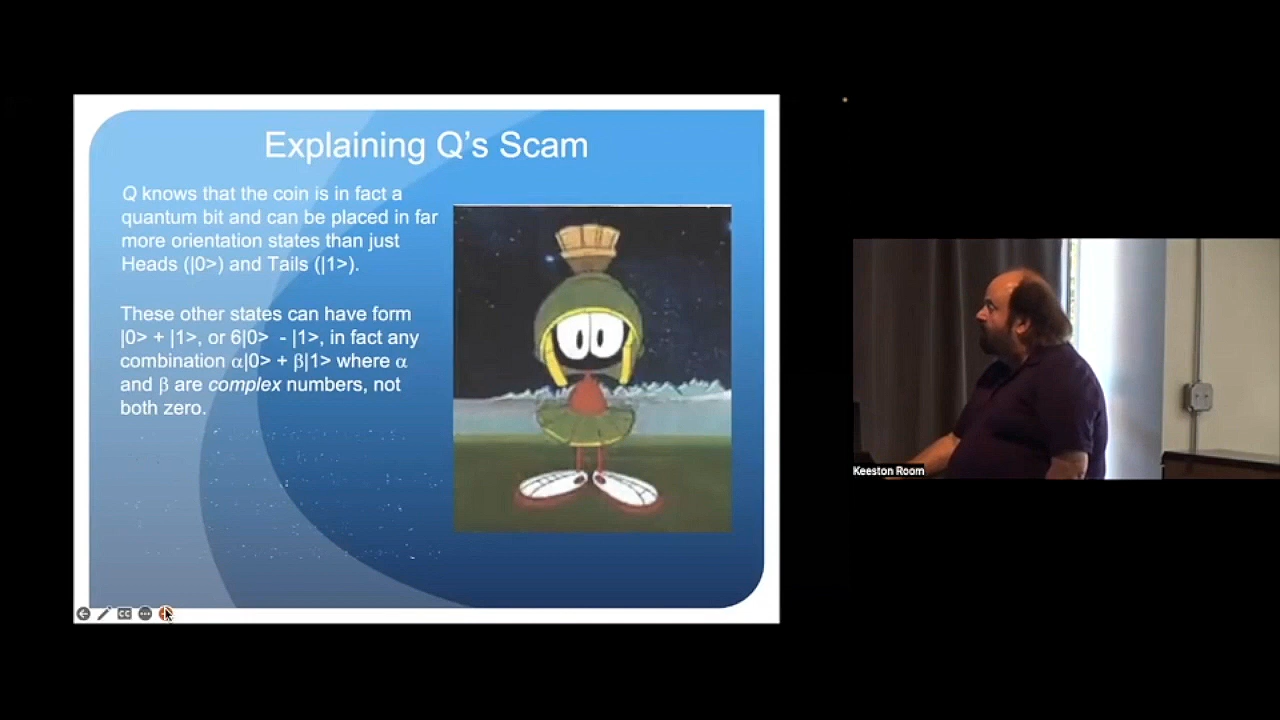 Explaining Q's Scam
Q knows that the coin is in fact a
quantum bit and can be placed in far
more orientation states than just
Heads (|0>) and Tails (|1>).
These other states can have form
|0> + |1>, or 6|0>  - |1>, in fact any
combination α|0> + β|1> where α
and β are complex numbers, not
both zero.
CC
Keeston Room